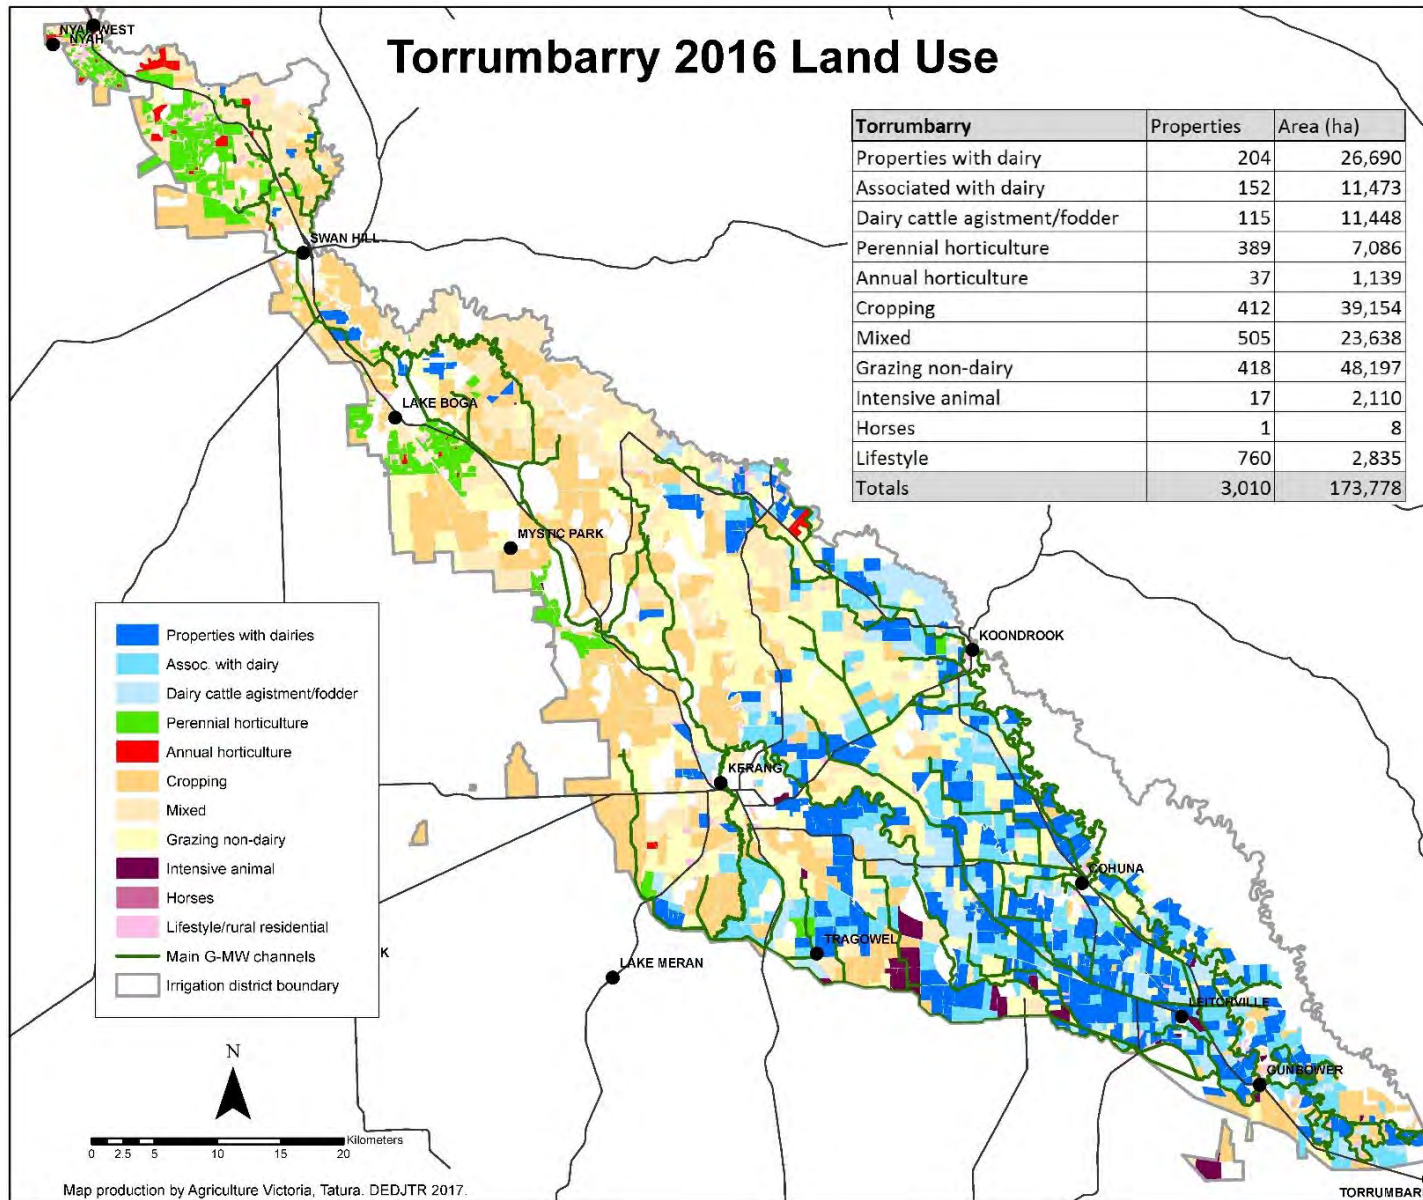 NYAH WEST
NYAH
Torrumbarry 2016 Land Use
Torrumbarry Properties Area (ha)
Properties with dairy 204 26,690
Associated with dairy 152 11,473
Dairy cattle agistment/fodder 115 11,448
Perennial horticulture 389 7,086
Annual horticulture 37 1,139
Cropping 412 39,154
Mixed 505 23,638
Grazing non-dairy 418 48,197
Intensive animal 17 2,110
Horses 1 8
Lifestyle 760 2,835
Totals 3,010 173,778
SWAN HILL
LAKE BOGA
MYSTIC PARK
KOONDROOK
KERANG
COHUNA
TRAGOWEL
LAKE MERAN
LEITCHVILLE
GUNBOWER
TORRUMBAR
K
Properties with dairies
Assoc. with dairy
Dairy cattle agistment/fodder
Perennial horticulture
Annual horticulture
Cropping
Mixed
Grazing non-dairy
Intensive animal
Horses
Lifestyle/rural residential
Main G-MW channels
Irrigation district boundary
N
Kilometers
0 2.5 5 10 15 20
Map production by Agriculture Victoria, Tatura. DEDJTR 2017.